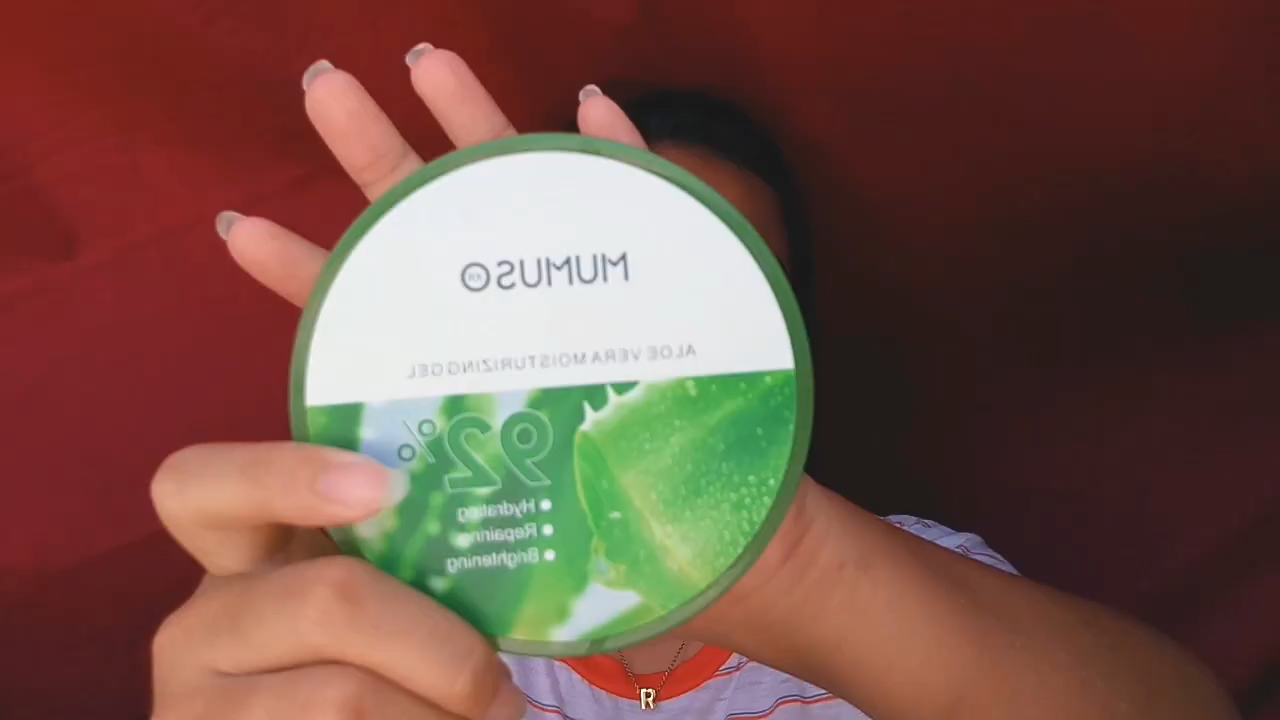 MUMUSO
ALOE VERA MOISTURIZING GEL
92%
• Hydrating
• Repairing
• Brightening
R